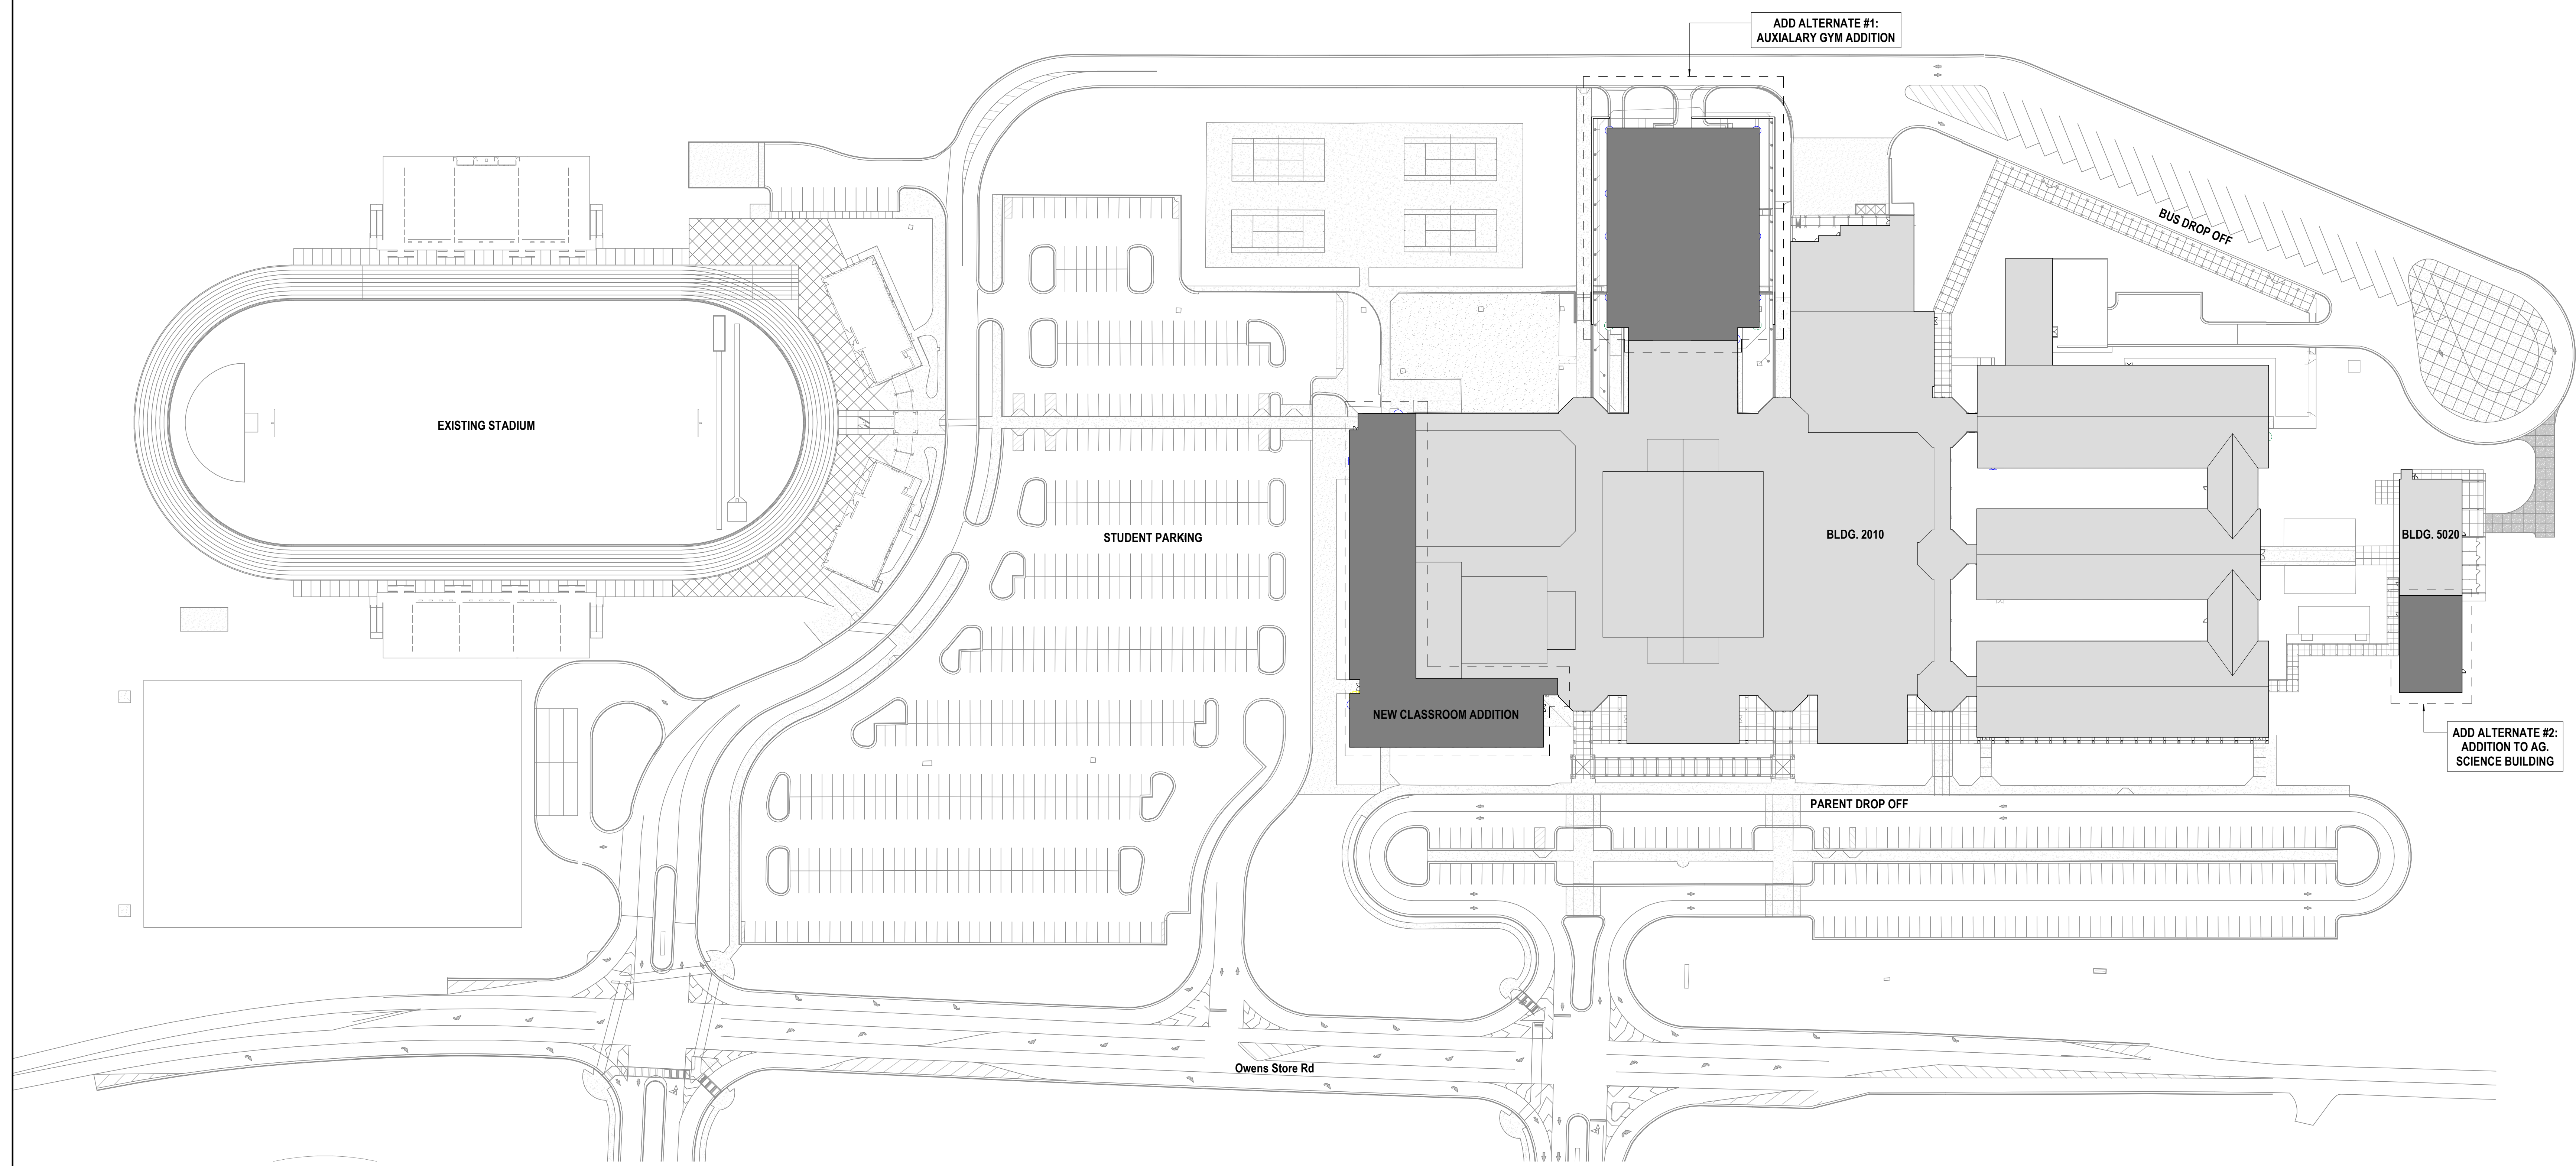 ADD ALTERNATE #1:
AUXIALARY GYM ADDITION
BUS DROP OFF
EXISTING STADIUM
STUDENT PARKING
BLDG. 2010
BLDG. 5020
NEW CLASSROOM ADDITION
ADD ALTERNATE #2:
ADDITION TO AG.
SCIENCE BUILDING
PARENT DROP OFF
Owens Store Rd